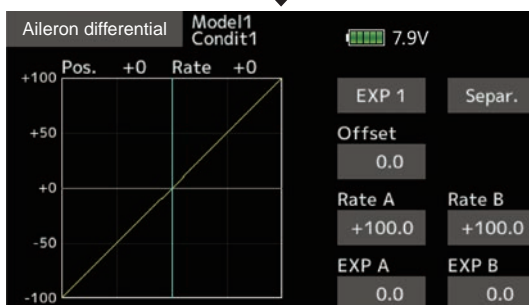 Aileron differential
Model1
Condit1
7.9V
Pos. +0 Rate +0
+100
+50
+0
-50
-100
EXP 1
Separ.
Offset
0.0
Rate A
Rate B
+100.0
+100.0
EXP A
EXP B
0.0
0.0